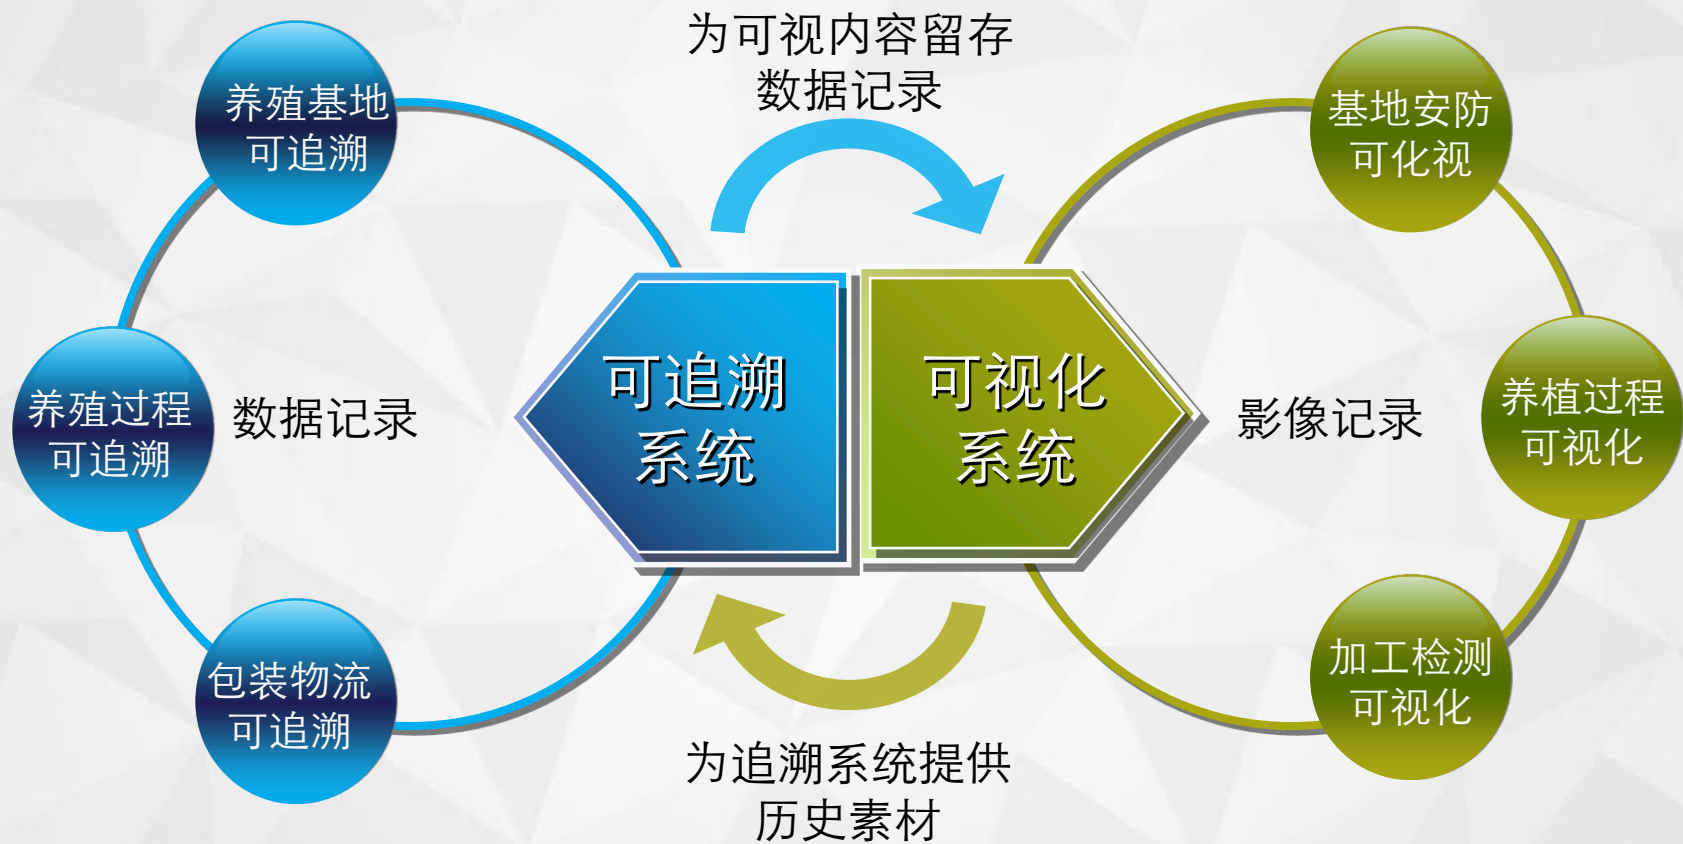 为可视内容留存
数据记录
养殖基地
可追溯
基地安防
可化视
养殖过程
可追溯
数据记录
可追溯
系统
可视化
系统
影像记录
养植过程
可视化
包装物流
可追溯
加工检测
可视化
为追溯系统提供
历史素材